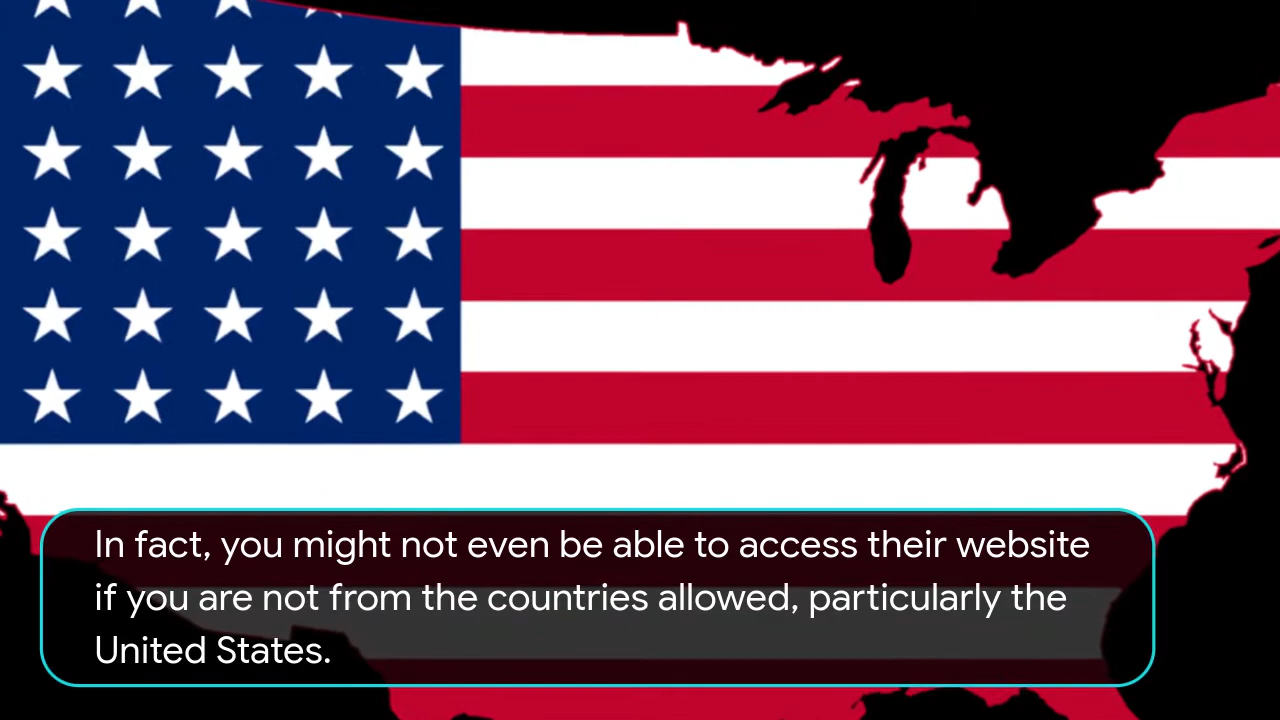 In fact, you might not even be able to access their website
if you are not from the countries allowed, particularly the
United States.